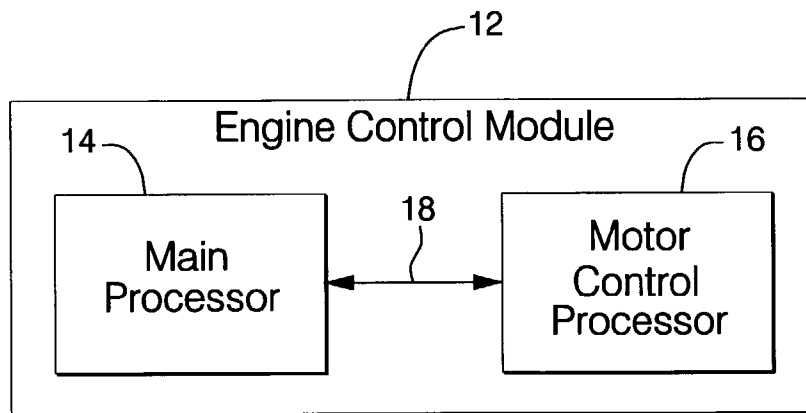 12
Engine Control Module
14
16
18
Main
Processor
Motor
Control
Processor